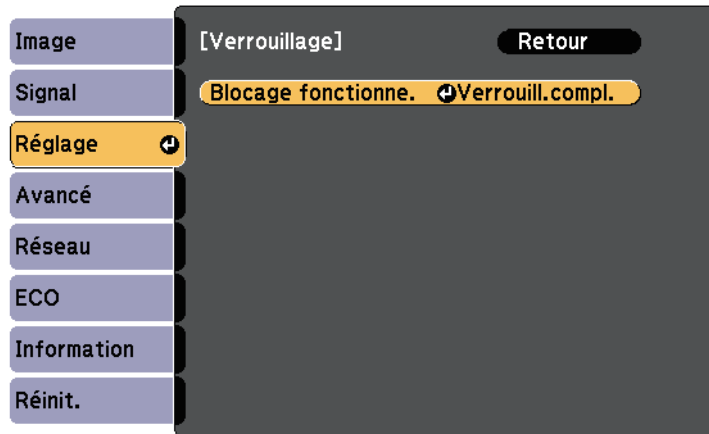 Image
Signal
Réglage
Avancé
Réseau
ECO
Information
Réinit.
[Verrouillage] Retour
Blocage fonctionne. Verrouill.compl.